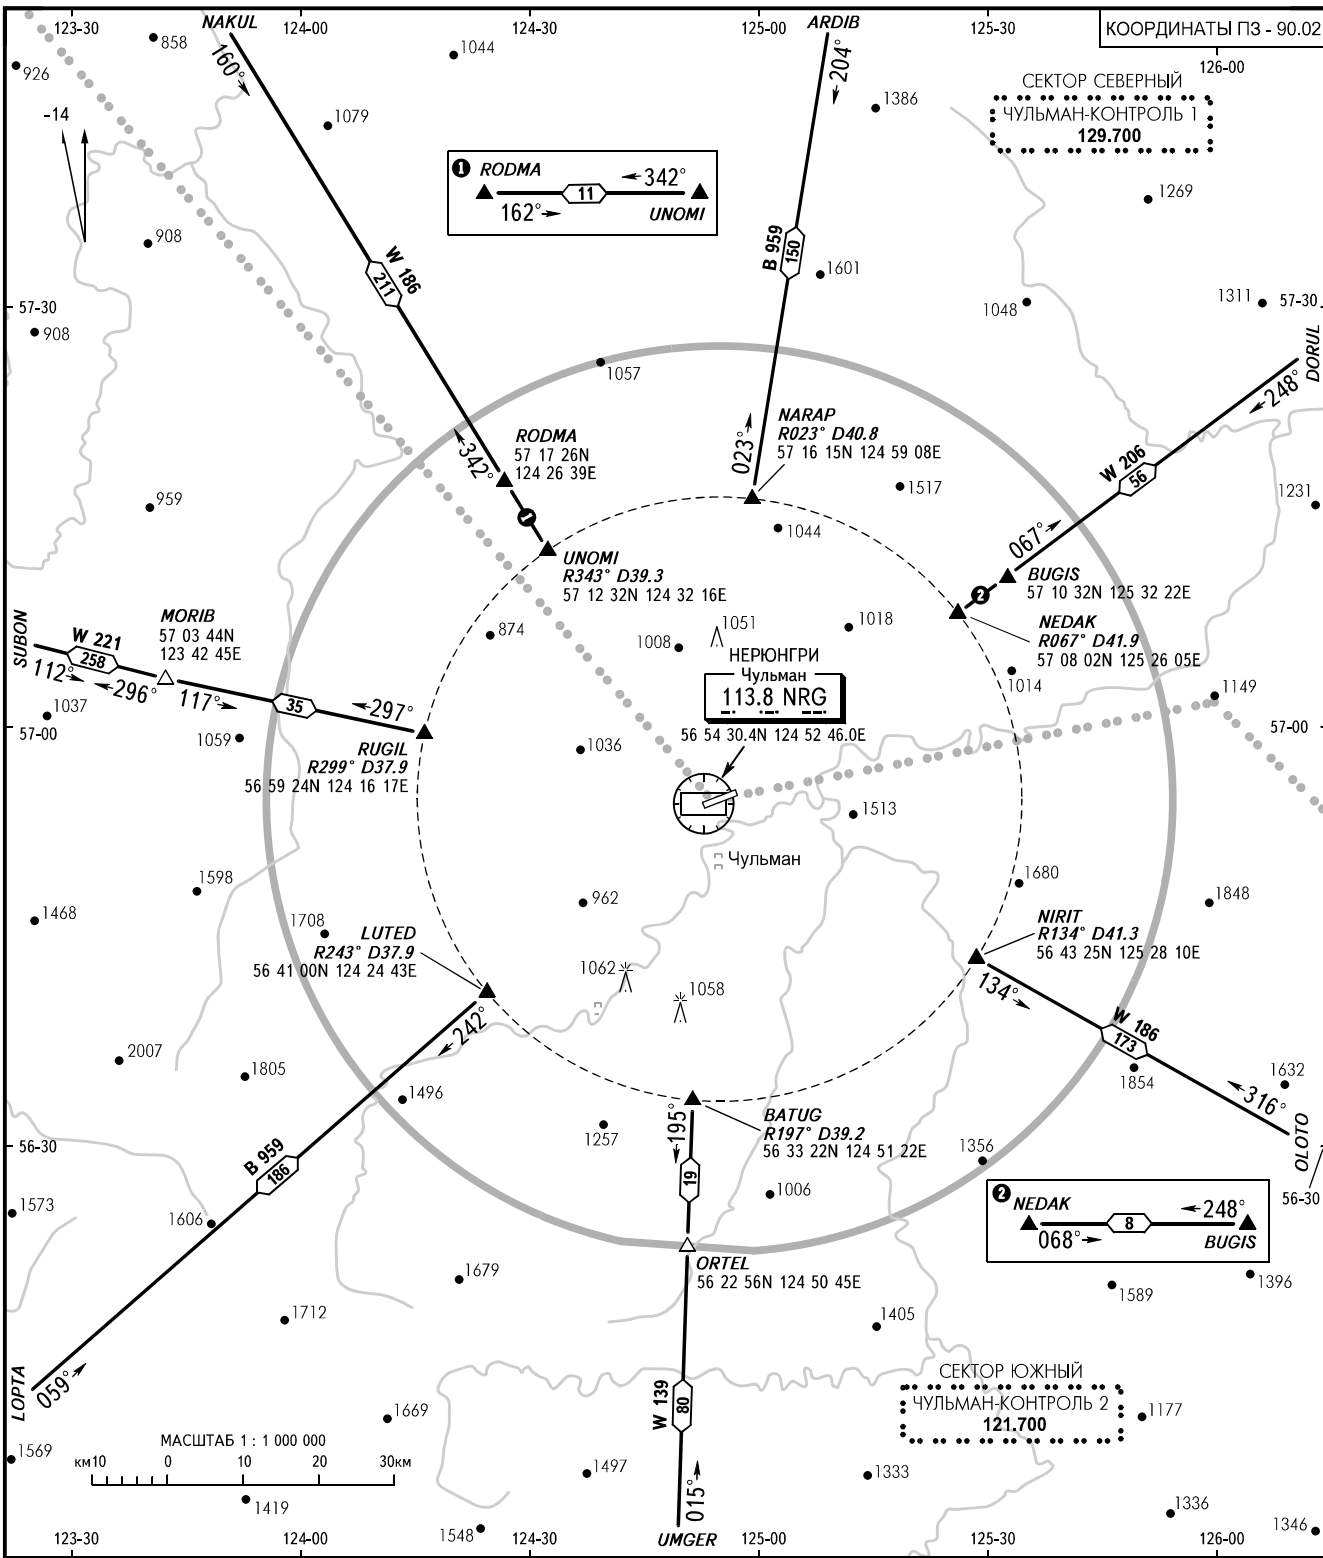 123-30
NAKUL
124-00
124-30
125-00
ARDIB
125-30
КООРДИНАТЫ ПЗ - 90.02
126-00
858
926
1044
160°
204°
1386
СЕКТОР СЕВЕРНЫЙ
ЧУЛЬМАН-КОНТРОЛЬ 1
129.700
-14
1079
1 RODMA
342°
11
162°
UNOMI
1269
908
W 186
211
B 959
150
1601
57-30
908
1048
1311
57-30
DORUL
1057
248°
RODMA
57 17 26N
124 26 39E
342°
023°
NARAP
R023° D40.8
57 16 15N 124 59 08E
W 206
56
959
1
1517
1231
1044
UNOMI
R343° D39.3
57 12 32N 124 32 16E
067°
BUGIS
57 10 32N 125 32 22E
2
NEDAK
R067° D41.9
57 08 02N 125 26 05E
SUBON
W 221
258
112°
296°
MORIB
57 03 44N
123 42 45E
117°
35
297°
874
1008
1051
1018
1014
НЕРЮНГРИ
Чульман
113.8 NRG
56 54 30.4N 124 52 46.0E
1149
1037
57-00
57-00
1059
RUGIL
R299° D37.9
56 59 24N 124 16 17E
1036
1513
Чульман
1598
1468
1708
962
1680
1848
LUTED
R243° D37.9
56 41 00N 124 24 43E
NIRIT
R134° D41.3
56 43 25N 125 28 10E
1062
1058
134°
242°
W 186
173
2007
1805
1496
1854
1632
316°
OLOTO
195°
BATUG
R197° D39.2
56 33 22N 124 51 22E
1257
56-30
B 959
186
19
1356
1006
56-30
1573
1606
2 NEDAK
248°
8
068°
BUGIS
ORTEL
56 22 56N 124 50 45E
1679
1396
1589
1712
1405
LOPTA
059°
W 139
80
СЕКТОР ЮЖНЫЙ
ЧУЛЬМАН-КОНТРОЛЬ 2
121.700
1669
1177
МАСШТАБ 1 : 1 000 000
км10 0 10 20 30км
1569
1497
1333
1419
015°
1336
1346
1548
123-30
124-00
124-30
UMGER
125-00
125-30
126-00